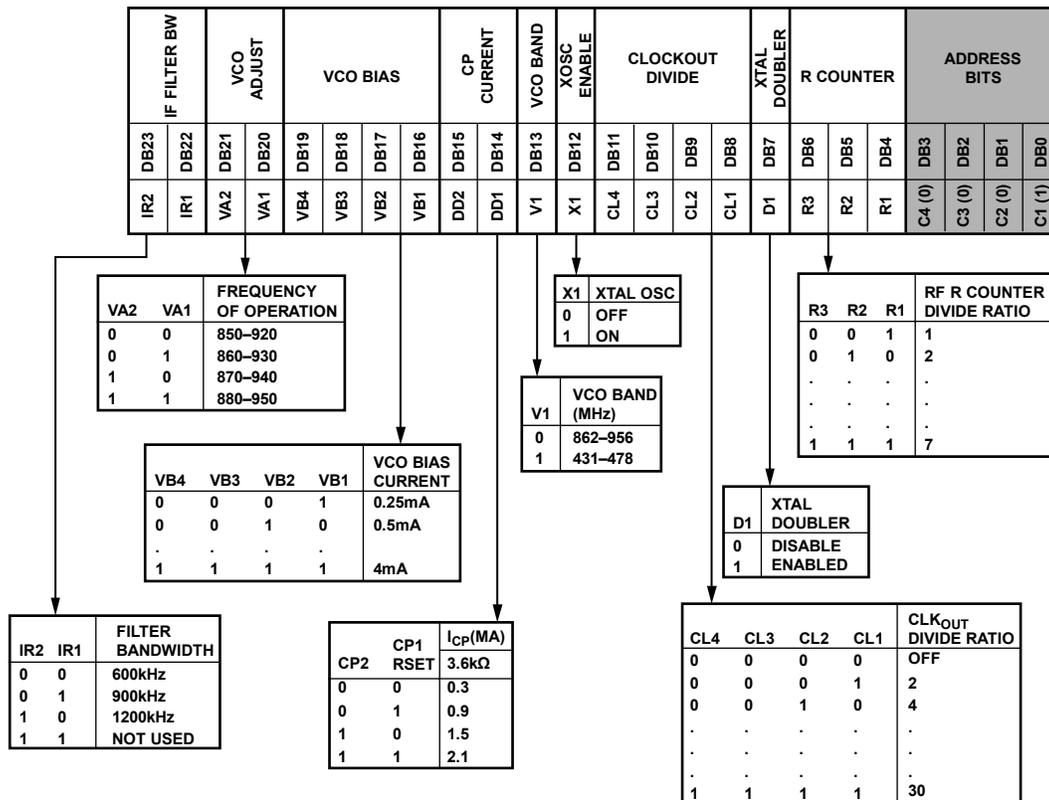 IF FILTER BW
VCO
ADJUST
VCO BIAS
CP
CURRENT
VCO BAND
XOSC
ENABLE
CLOCKOUT
DIVIDE
XTAL
DOUBLER
R COUNTER
ADDRESS
BITS
DB23 DB22 DB21 DB20 DB19 DB18 DB17 DB16 DB15 DB14 DB13 DB12 DB11 DB10 DB9 DB8 DB7 DB6 DB5 DB4 DB3 DB2 DB1 DB0
IR2 IR1 VA2 VA1 VB4 VB3 VB2 VB1 DD2 DD1 V1 X1 CL4 CL3 CL2 CL1 D1 R3 R2 R1 C4 (0) C3 (0) C2 (0) C1 (1)
FREQUENCY
VA2 VA1 OF OPERATION
0 0 850–920
0 1 860–930
1 0 870–940
1 1 880–950
X1 XTAL OSC
0 OFF
1 ON
RF R COUNTER
R3 R2 R1 DIVIDE RATIO
0 0 1 1
0 1 0 2
. . . .
. . . .
. . . .
1 1 1 7
VCO BAND
V1 (MHz)
0 862–956
1 431–478
VCO BIAS
VB4 VB3 VB2 VB1 CURRENT
0 0 0 1 0.25mA
0 0 1 0 0.5mA
. . . .
1 1 1 1 4mA
XTAL
D1 DOUBLER
0 DISABLE
1 ENABLED
FILTER
IR2 IR1 BANDWIDTH
0 0 600kHz
0 1 900kHz
1 0 1200kHz
1 1 NOT USED
CP1 ICP(MA)
CP2 RSET 3.6kΩ
0 0 0.3
0 1 0.9
1 0 1.5
1 1 2.1
CLKOUT
CL4 CL3 CL2 CL1 DIVIDE RATIO
0 0 0 0 OFF
0 0 0 1 2
0 0 1 0 4
. . . . .
. . . . .
. . . . .
1 1 1 1 30